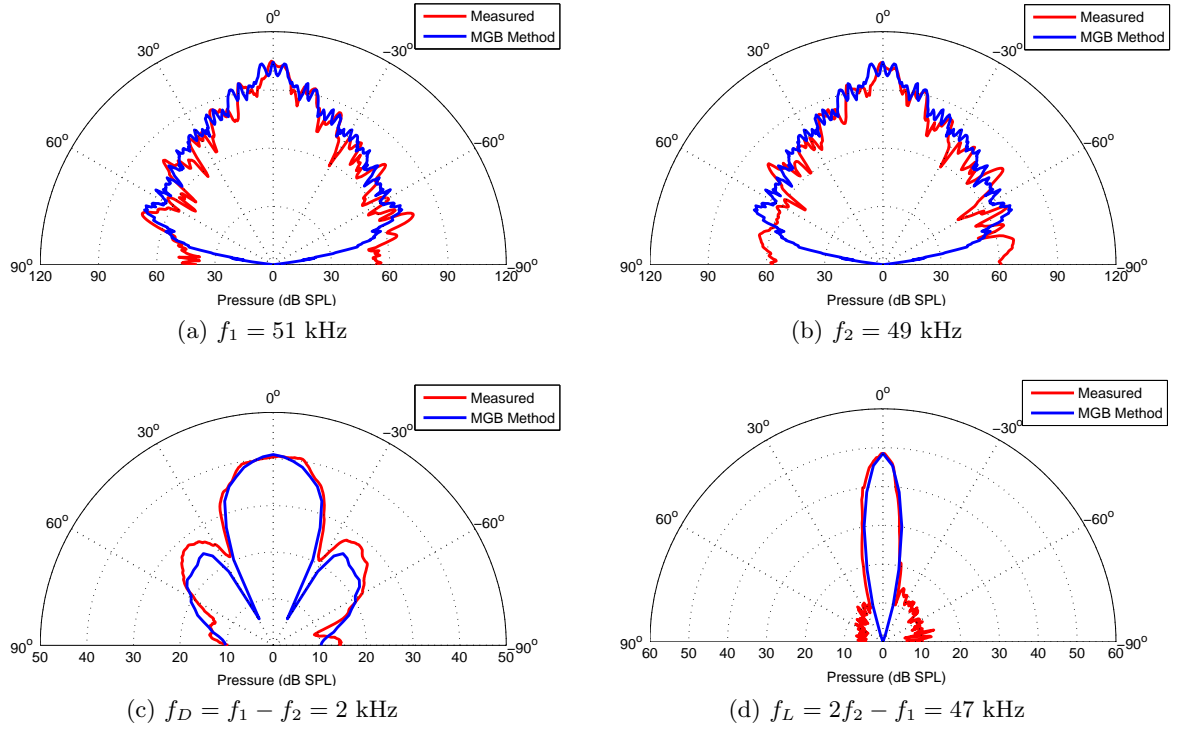 0°
Measured
MGB Method
30°
−30°
60°
−60°
90°
−90°
120 90 60 30 0 30 60 90 120
Pressure (dB SPL)
(a) f₁ = 51 kHz
0°
Measured
MGB Method
30°
−30°
60°
−60°
90°
−90°
120 90 60 30 0 30 60 90 120
Pressure (dB SPL)
(b) f₂ = 49 kHz
0°
Measured
MGB Method
30°
−30°
60°
−60°
90°
−90°
50 40 30 20 10 0 10 20 30 40 50
Pressure (dB SPL)
(c) f_D = f₁ − f₂ = 2 kHz
0°
Measured
MGB Method
30°
−30°
60°
−60°
90°
−90°
60 50 40 30 20 10 0 10 20 30 40 50 60
Pressure (dB SPL)
(d) f_L = 2f₂ − f₁ = 47 kHz